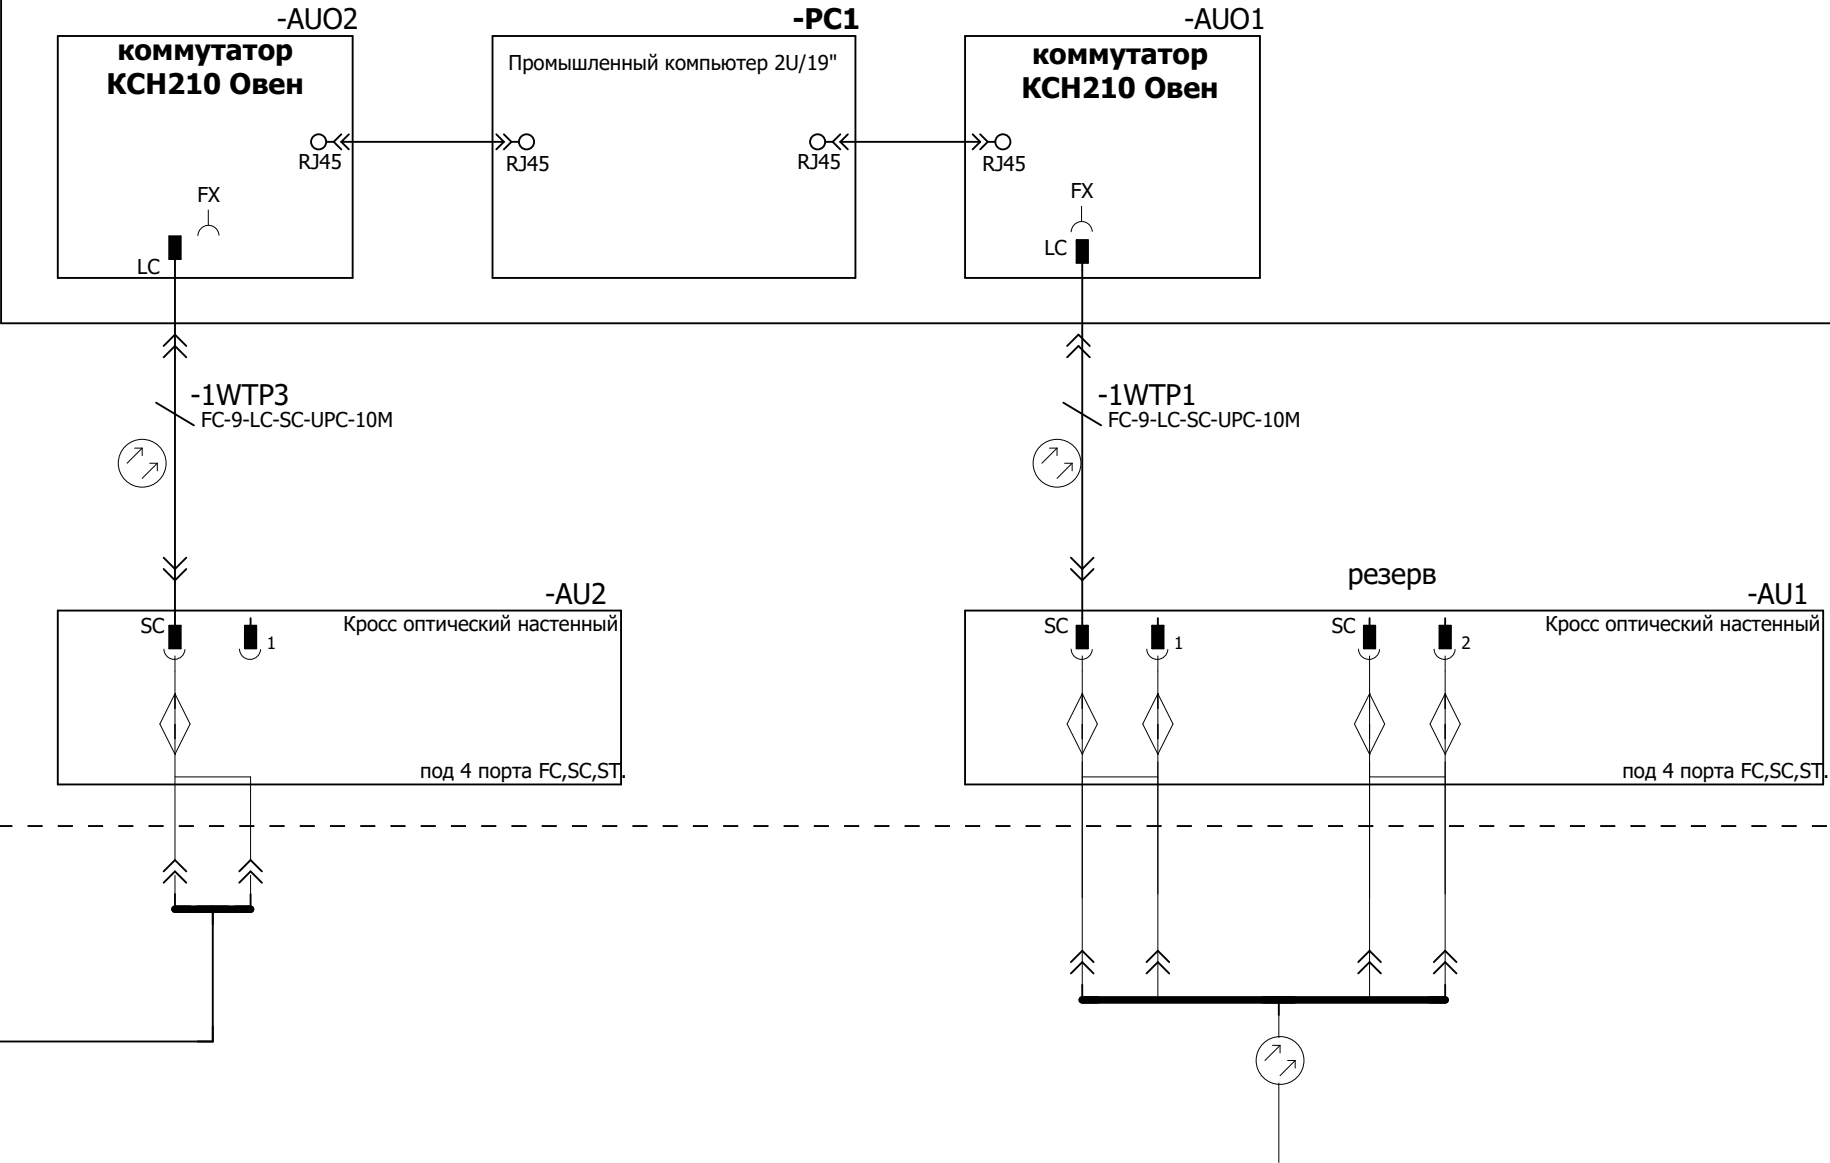 -AUO2
коммутатор
КСН210 Овен
RJ45
FX
LC
-PC1
Промышленный компьютер 2U/19"
RJ45
RJ45
-AUO1
коммутатор
КСН210 Овен
RJ45
FX
LC
-1WTP3
FC-9-LC-SC-UPC-10M
-1WTP1
FC-9-LC-SC-UPC-10M
-AU2
SC
1
Кросс оптический настенный
под 4 порта FC,SC,ST.
резерв
-AU1
SC
1
SC
2
Кросс оптический настенный
под 4 порта FC,SC,ST.